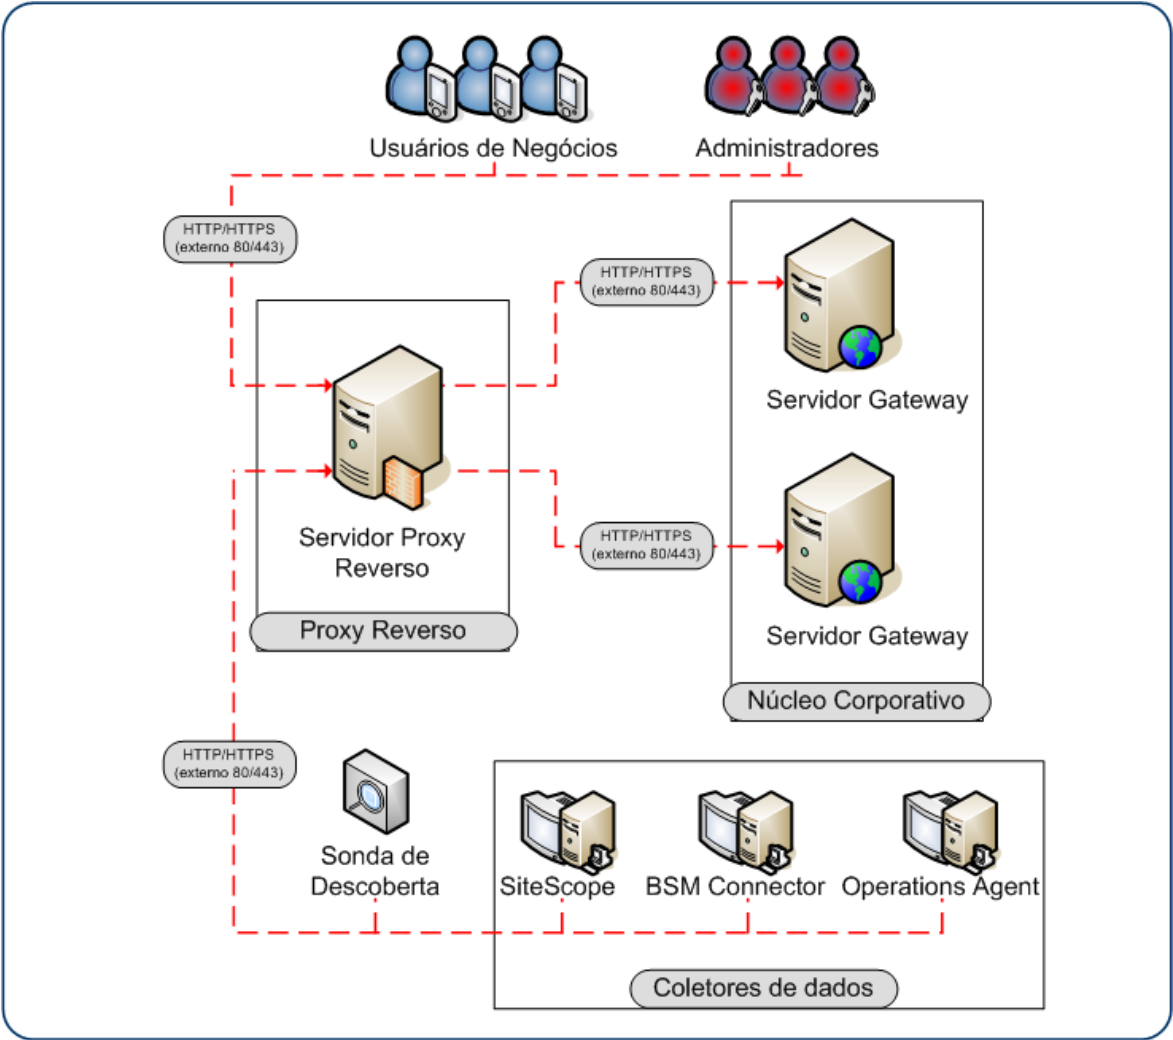 Usuários de Negócios
Administradores
HTTP/HTTPS
(externo 80/443)
HTTP/HTTPS
(externo 80/443)
Servidor Gateway
Servidor Proxy
Reverso
Proxy Reverso
HTTP/HTTPS
(externo 80/443)
Servidor Gateway
Núcleo Corporativo
HTTP/HTTPS
(externo 80/443)
Sonda de
Descoberta
SiteScope
BSM Connector
Operations Agent
Coletores de dados